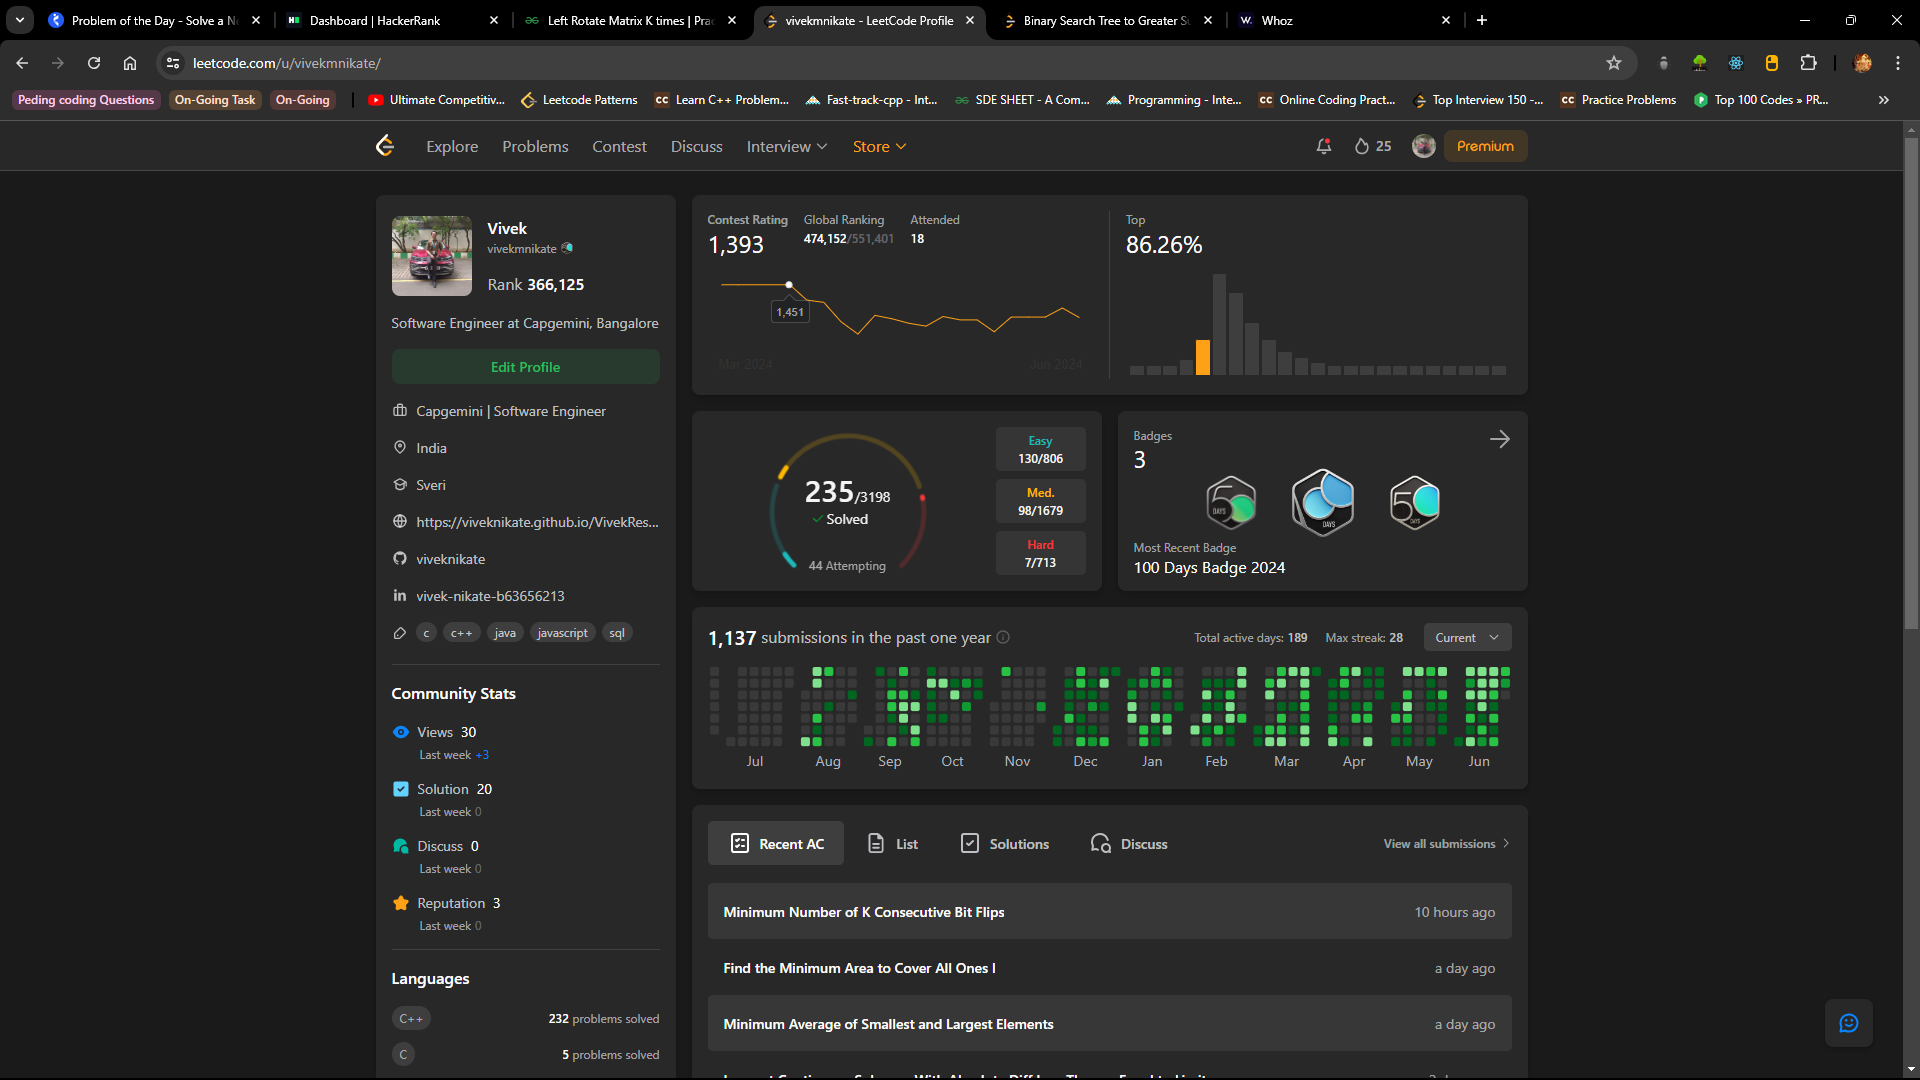 Problem of the Day - Solve a N
Dashboard | HackerRank
Left Rotate Matrix K times | Pra
vivekmnikate - LeetCode Profile
Binary Search Tree to Greater Su
W. Whoz
leetcode.com/u/vivekmnikate/
Peding coding Questions
On-Going Task
On-Going
Ultimate Competitiv...
Leetcode Patterns
CC Learn C++ Problem...
Fast-track-cpp - Int...
SDE SHEET - A Com...
Programming - Inte...
CC Online Coding Pract...
Top Interview 150 -...
CC Practice Problems
Top 100 Codes » PR...
Explore Problems Contest Discuss Interview Store
25
Premium
Vivek
vivekmnikate
Rank 366,125
Software Engineer at Capgemini, Bangalore
Edit Profile
Capgemini | Software Engineer
India
Sveri
https://viveknikate.github.io/VivekRes...
viveknikate
in vivek-nikate-b63656213
c c++ java javascript sql
Community Stats
Views 30
Last week +3
Solution 20
Last week 0
Discuss 0
Last week 0
Reputation 3
Last week 0
Languages
C++ 232 problems solved
C 5 problems solved
Contest Rating
1,393
Global Ranking
474,152/551,401
Attended
18
1,451
Mar 2024
Jun 2024
Top
86.26%
235/3198
Solved
44 Attempting
Easy
130/806
Med.
98/1679
Hard
7/713
Badges
3
50 DAYS
DAYS
50 DAYS
Most Recent Badge
100 Days Badge 2024
1,137 submissions in the past one year
Total active days: 189
Max streak: 28
Current
Jul Aug Sep Oct Nov Dec Jan Feb Mar Apr May Jun
Recent AC
List
Solutions
Discuss
View all submissions
Minimum Number of K Consecutive Bit Flips 10 hours ago
Find the Minimum Area to Cover All Ones I a day ago
Minimum Average of Smallest and Largest Elements a day ago